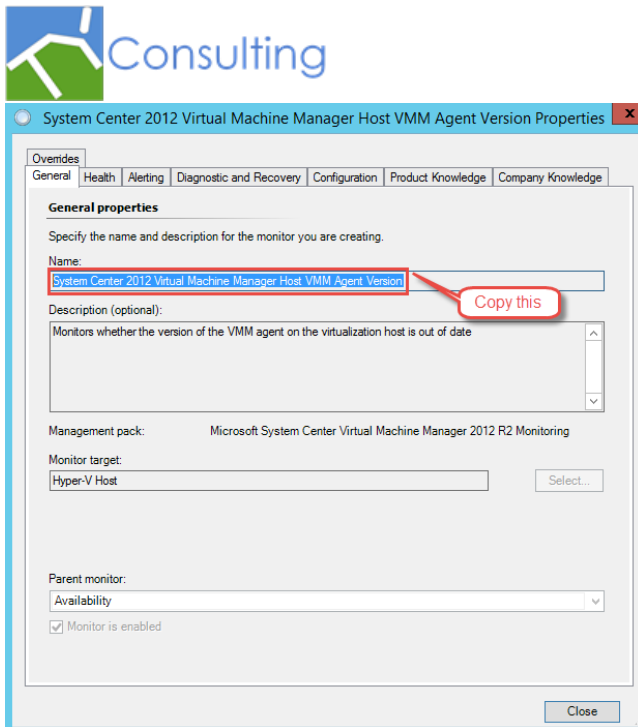 Consulting
System Center 2012 Virtual Machine Manager Host VMM Agent Version Properties x
Overrides
General Health Alerting Diagnostic and Recovery Configuration Product Knowledge Company Knowledge
General properties
Specify the name and description for the monitor you are creating.
Name:
System Center 2012 Virtual Machine Manager Host VMM Agent Version
Copy this
Description (optional):
Monitors whether the version of the VMM agent on the virtualization host is out of date
Management pack: Microsoft System Center Virtual Machine Manager 2012 R2 Monitoring
Monitor target:
Hyper-V Host Select...
Parent monitor:
Availability
Monitor is enabled
Close